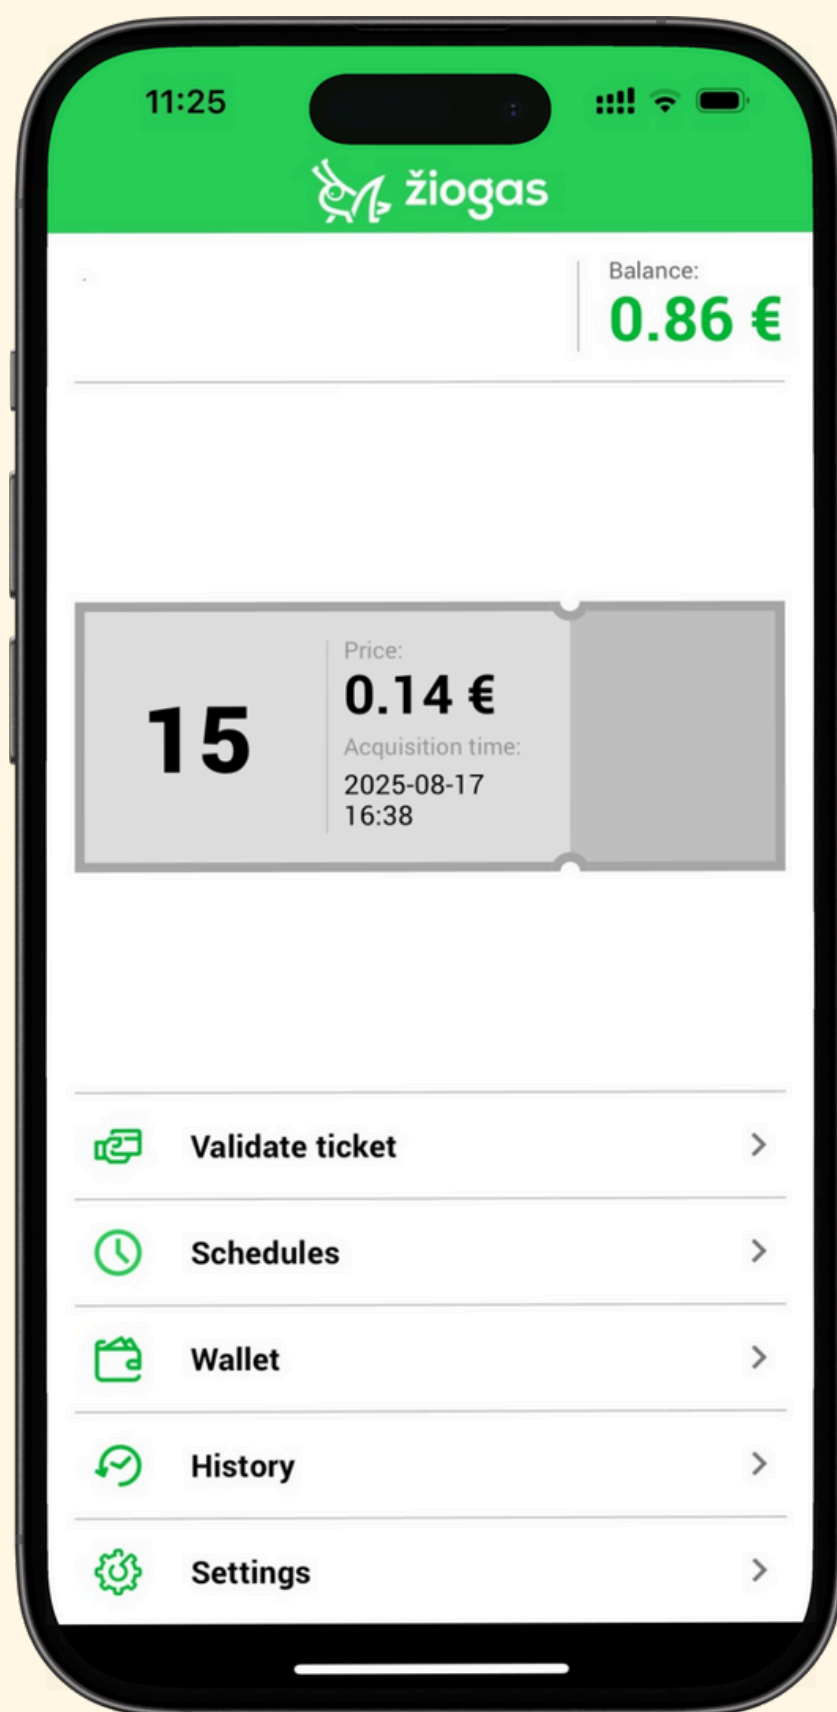 11:25
žiogas
Balance:
0.86 €
15
Price:
0.14 €
Acquisition time:
2025-08-17
16:38
Validate ticket
Schedules
Wallet
History
Settings